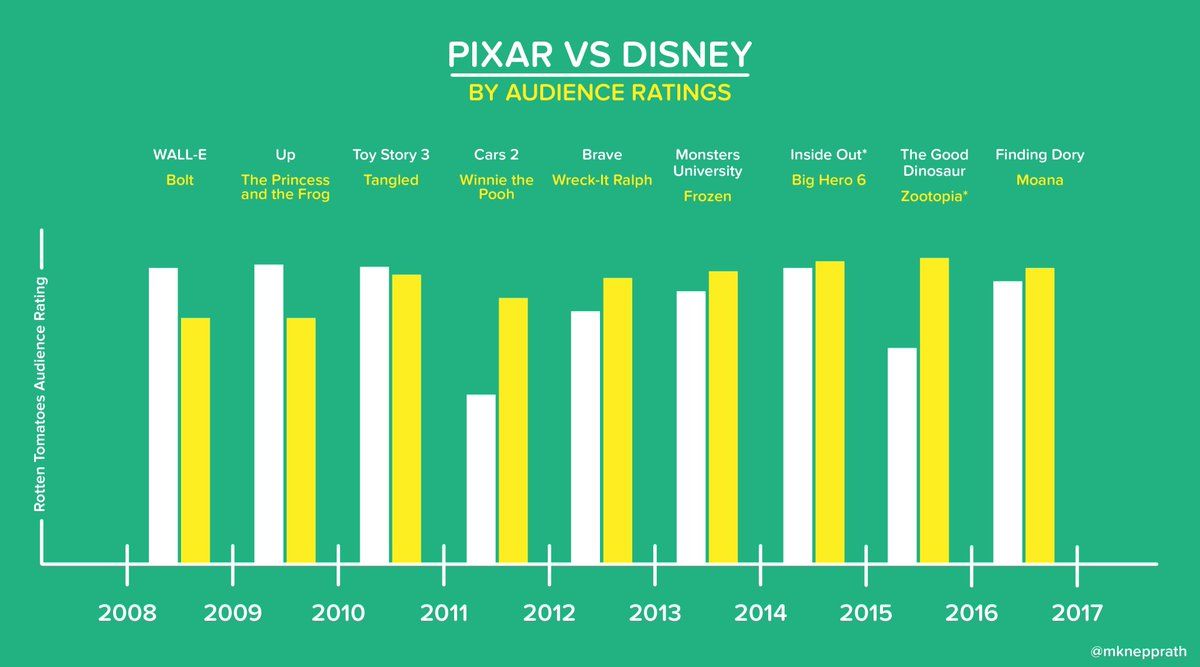 PIXAR VS DISNEY
BY AUDIENCE RATINGS
WALL-E
Bolt
Up
The Princess
and the Frog
Toy Story 3
Tangled
Cars 2
Winnie the
Pooh
Brave
Wreck-It Ralph
Monsters
University
Frozen
Inside Out*
Big Hero 6
The Good
Dinosaur
Zootopia*
Finding Dory
Moana
Rotten Tomatoes Audience Rating
2008
2009
2010
2011
2012
2013
2014
2015
2016
2017
@mknepprath